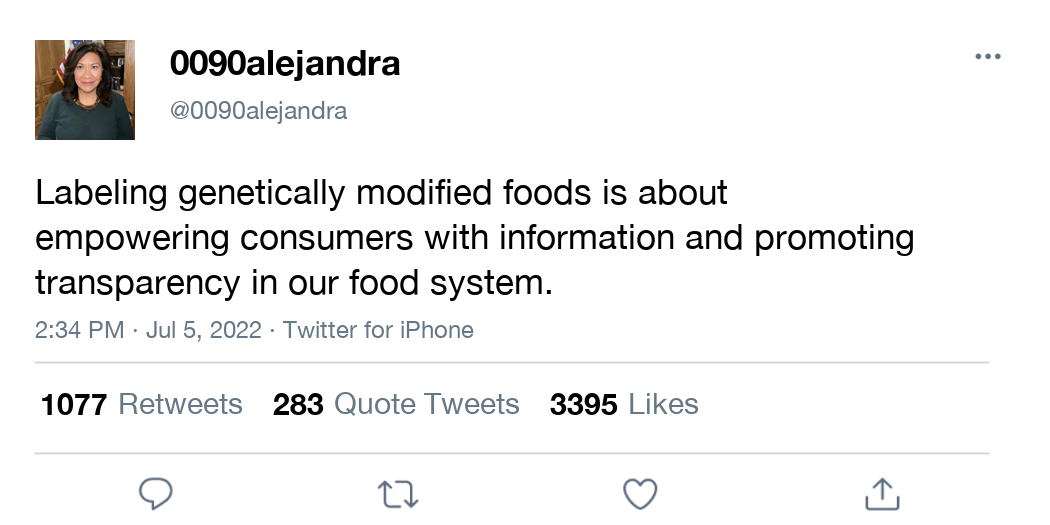 0090alejandra
@0090alejandra
Labeling genetically modified foods is about
empowering consumers with information and promoting
transparency in our food system.
2:34 PM · Jul 5, 2022 · Twitter for iPhone
1077 Retweets 283 Quote Tweets 3395 Likes